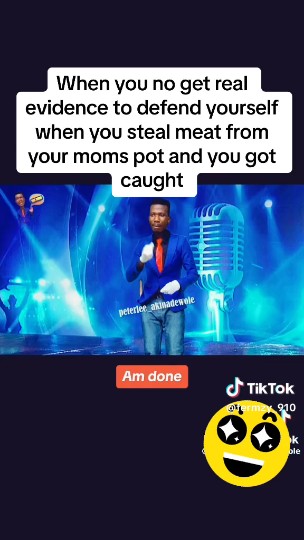 When you no get real
evidence to defend yourself
when you steal meat from
your moms pot and you got
caught
peterlee_akinadewole
Am done
TikTok
@fernizy_910